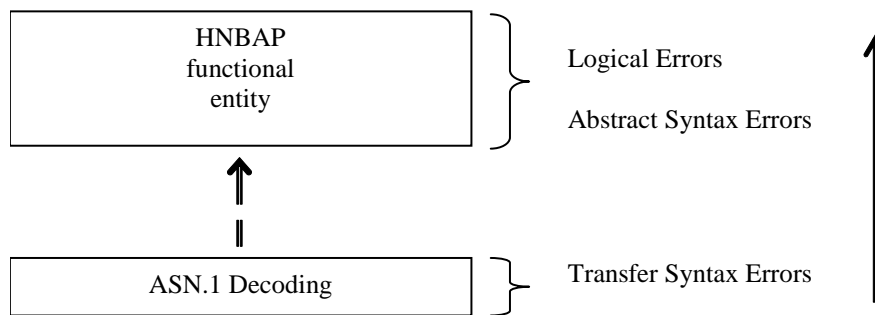 HNBAP
functional
entity
Logical Errors
Abstract Syntax Errors
ASN.1 Decoding
Transfer Syntax Errors